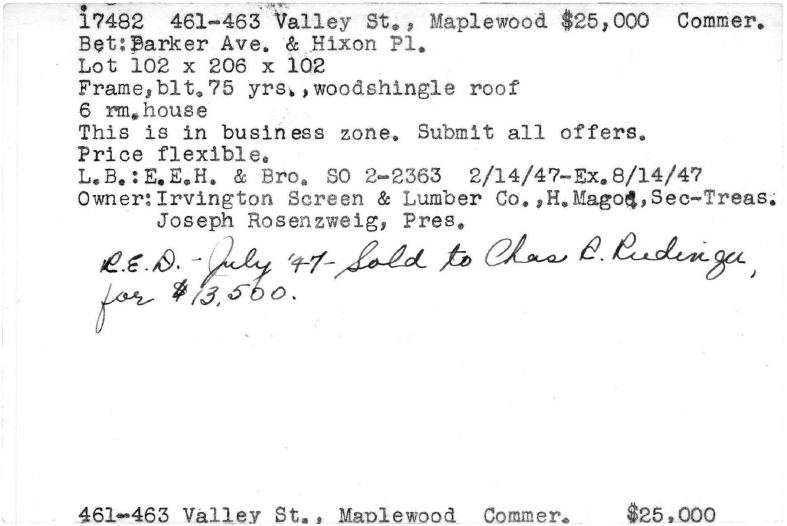 17482 461-463 Valley St., Maplewood $25,000 Commer.
Bet: Parker Ave. & Hixon Pl.
Lot 102 x 206 x 102
Frame, blt. 75 yrs., woodshingle roof
6 rm. house
This is in business zone. Submit all offers.
Price flexible.
L.B.: E.E.H. & Bro. SO 2-2363 2/14/47-Ex. 8/14/47
Owner: Irvington Screen & Lumber Co., H. Magod, Sec-Treas.
Joseph Rosenzweig, Pres.
R.E.D. - July '47 - Sold to Chas R.
for $13,500.
461-463 Valley St., Maplewood Commer. $25,000